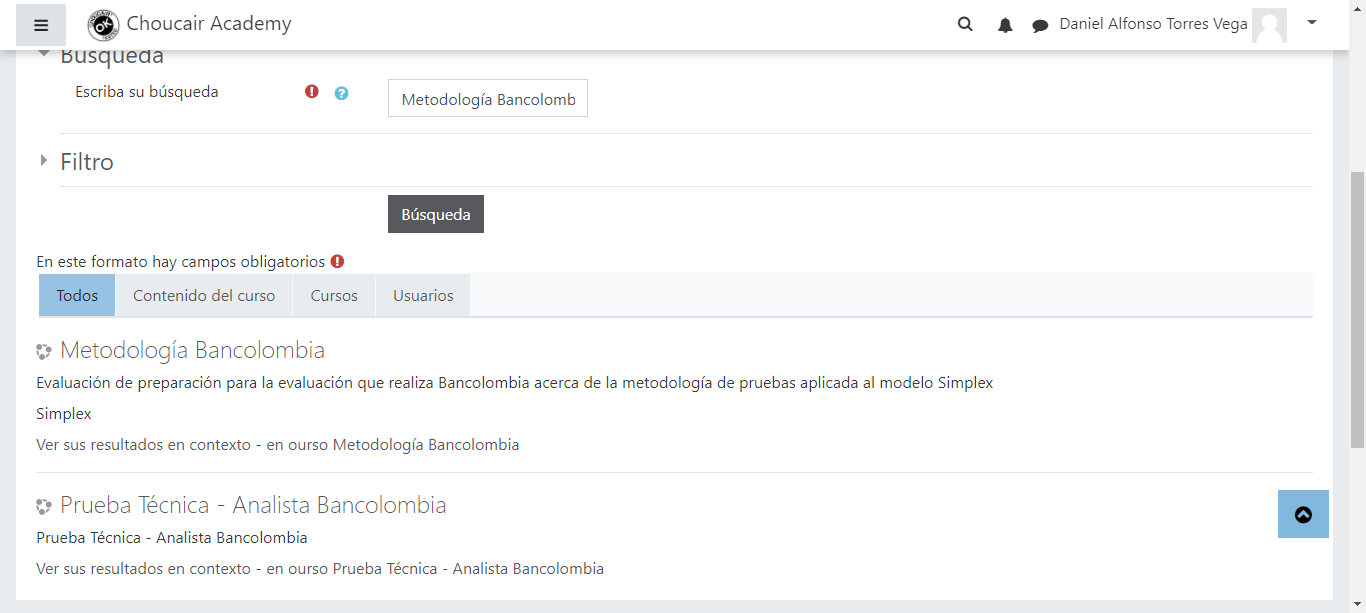 Choucair Academy
Daniel Alfonso Torres Vega
Búsqueda
Escriba su búsqueda
Metodología Bancolomb
Filtro
Búsqueda
En este formato hay campos obligatorios
Todos Contenido del curso Cursos Usuarios
Metodología Bancolombia
Evaluación de preparación para la evaluación que realiza Bancolombia acerca de la metodología de pruebas aplicada al modelo Simplex
Simplex
Ver sus resultados en contexto - en ourso Metodología Bancolombia
Prueba Técnica - Analista Bancolombia
Prueba Técnica - Analista Bancolombia
Ver sus resultados en contexto - en ourso Prueba Técnica - Analista Bancolombia